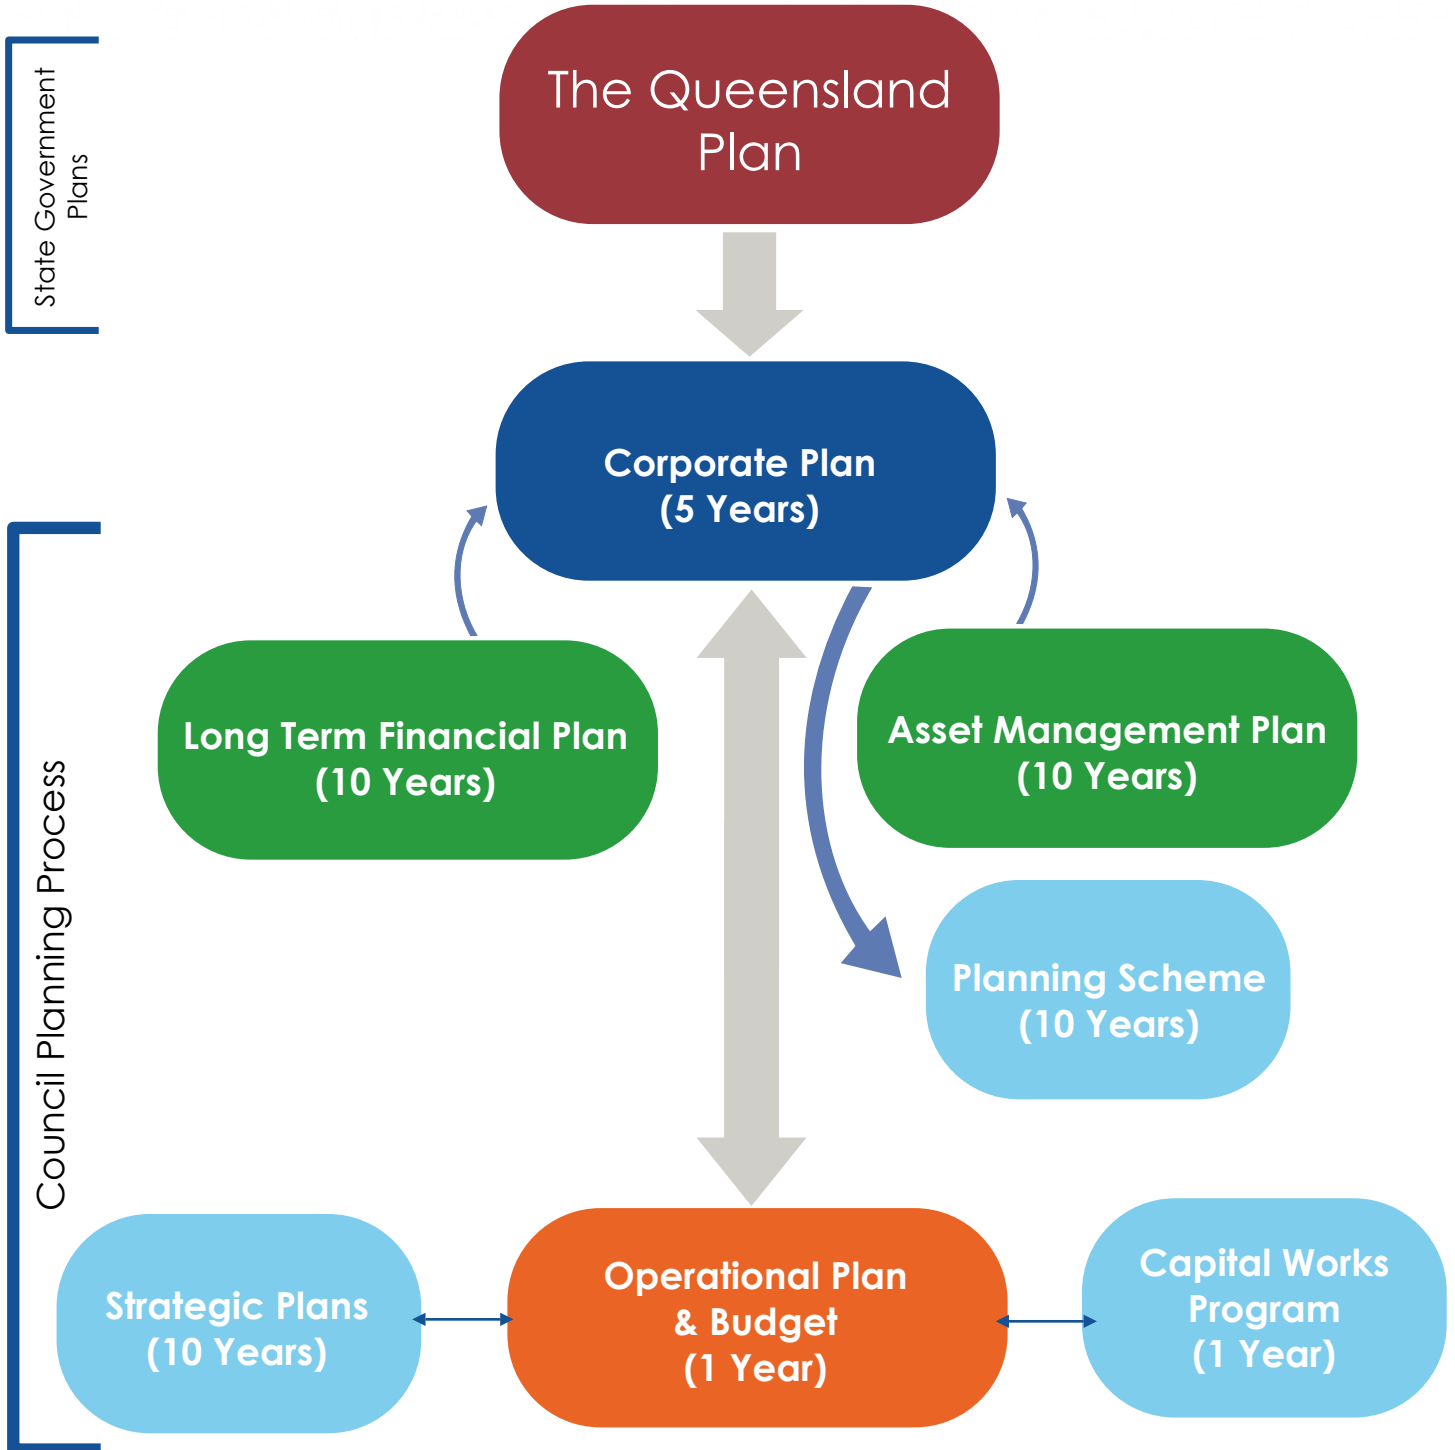 State Government
Plans
The Queensland
Plan
Corporate Plan
(5 Years)
Council Planning Process
Long Term Financial Plan
(10 Years)
Asset Management Plan
(10 Years)
Planning Scheme
(10 Years)
Strategic Plans
(10 Years)
Operational Plan
& Budget
(1 Year)
Capital Works
Program
(1 Year)